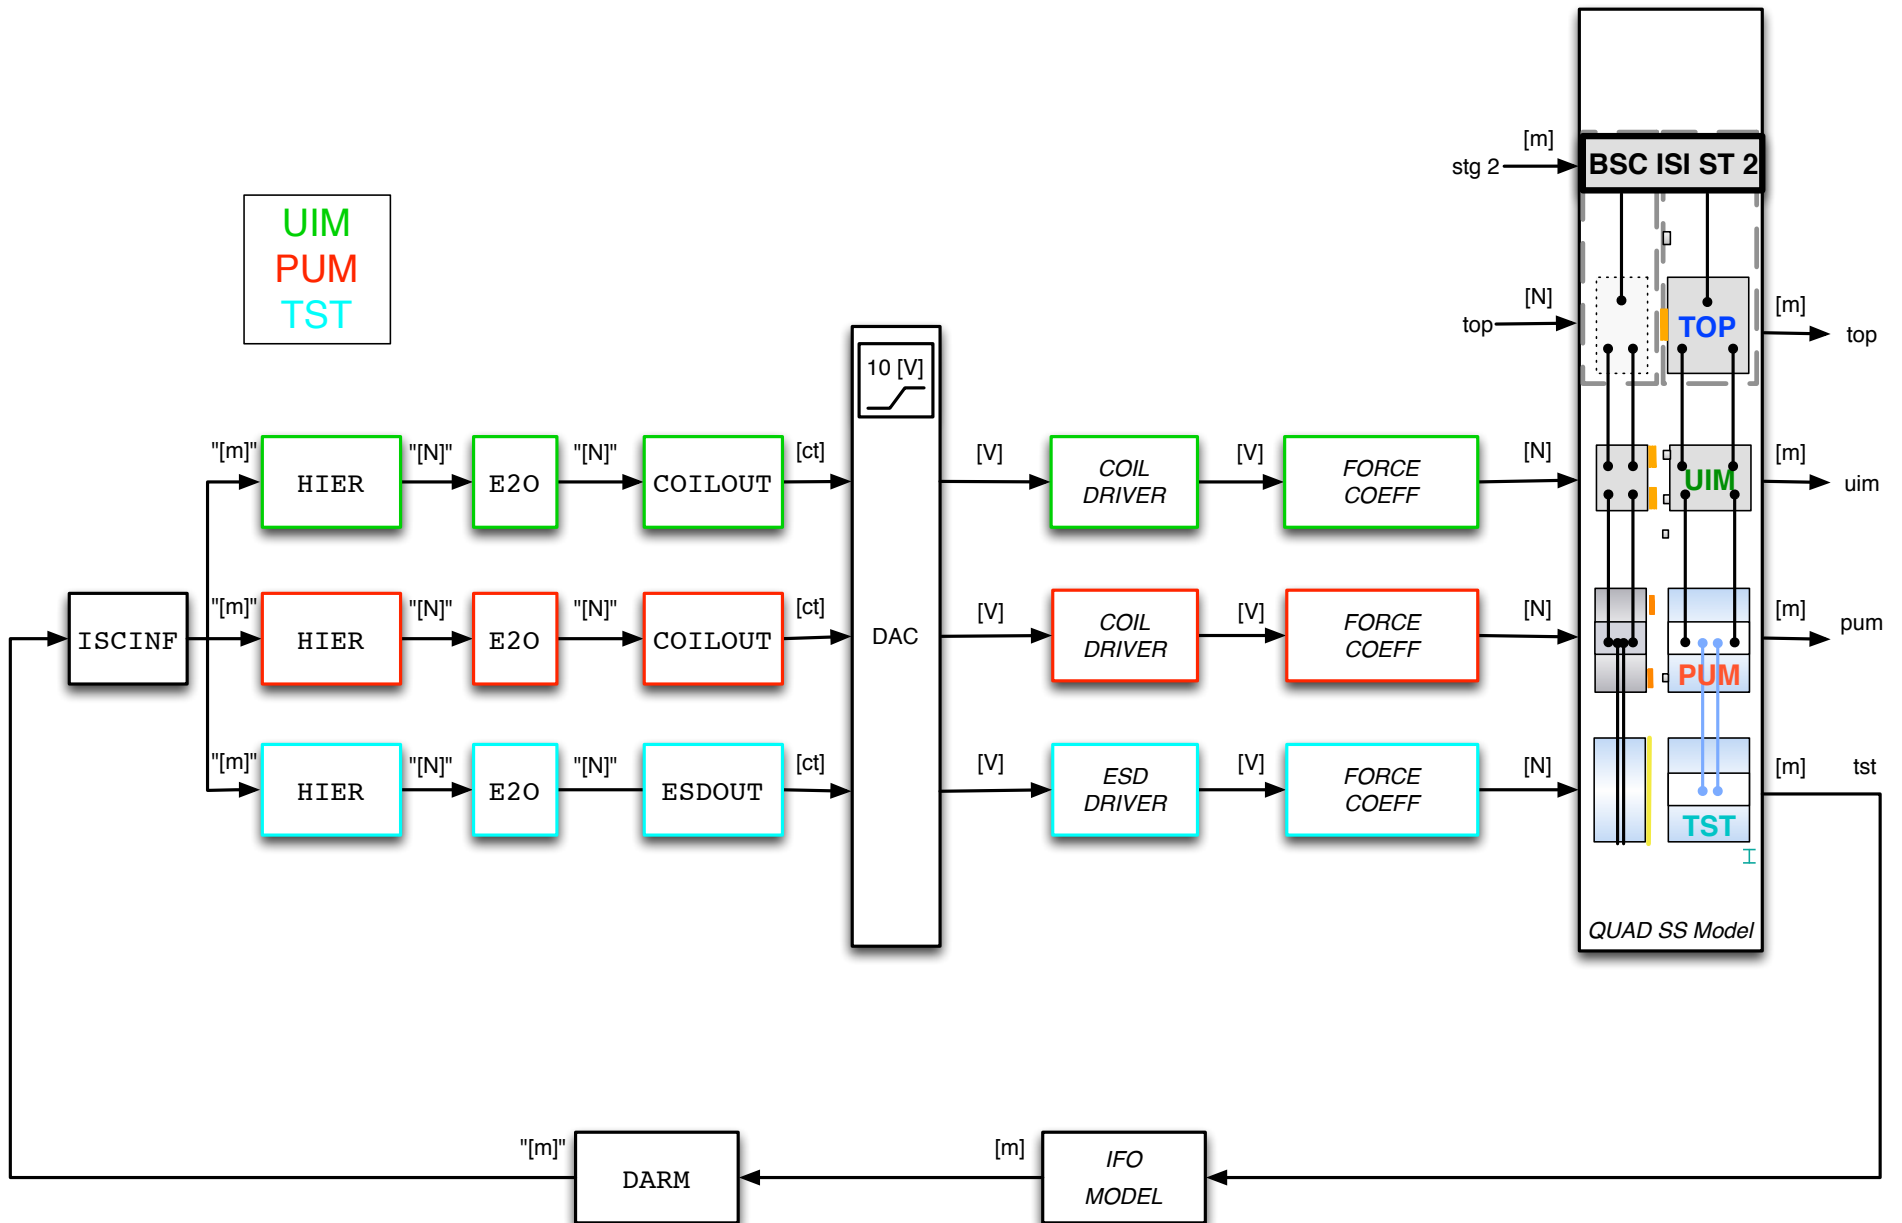 [m]
stg 2
BSC ISI ST 2
UIM
PUM
TST
[N]
top
TOP
[m]
top
10 [V]
"[m]"
HIER
"[N]"
E2O
"[N]"
COILOUT
[ct]
[V]
COIL
DRIVER
[V]
FORCE
COEFF
[N]
UIM
[m]
uim
ISCINF
"[m]"
HIER
"[N]"
E2O
"[N]"
COILOUT
[ct]
DAC
[V]
COIL
DRIVER
[V]
FORCE
COEFF
[N]
PUM
[m]
pum
"[m]"
HIER
"[N]"
E2O
"[N]"
ESDOUT
[ct]
[V]
ESD
DRIVER
[V]
FORCE
COEFF
[N]
TST
[m]
tst
QUAD SS Model
"[m]"
DARM
[m]
IFO
MODEL